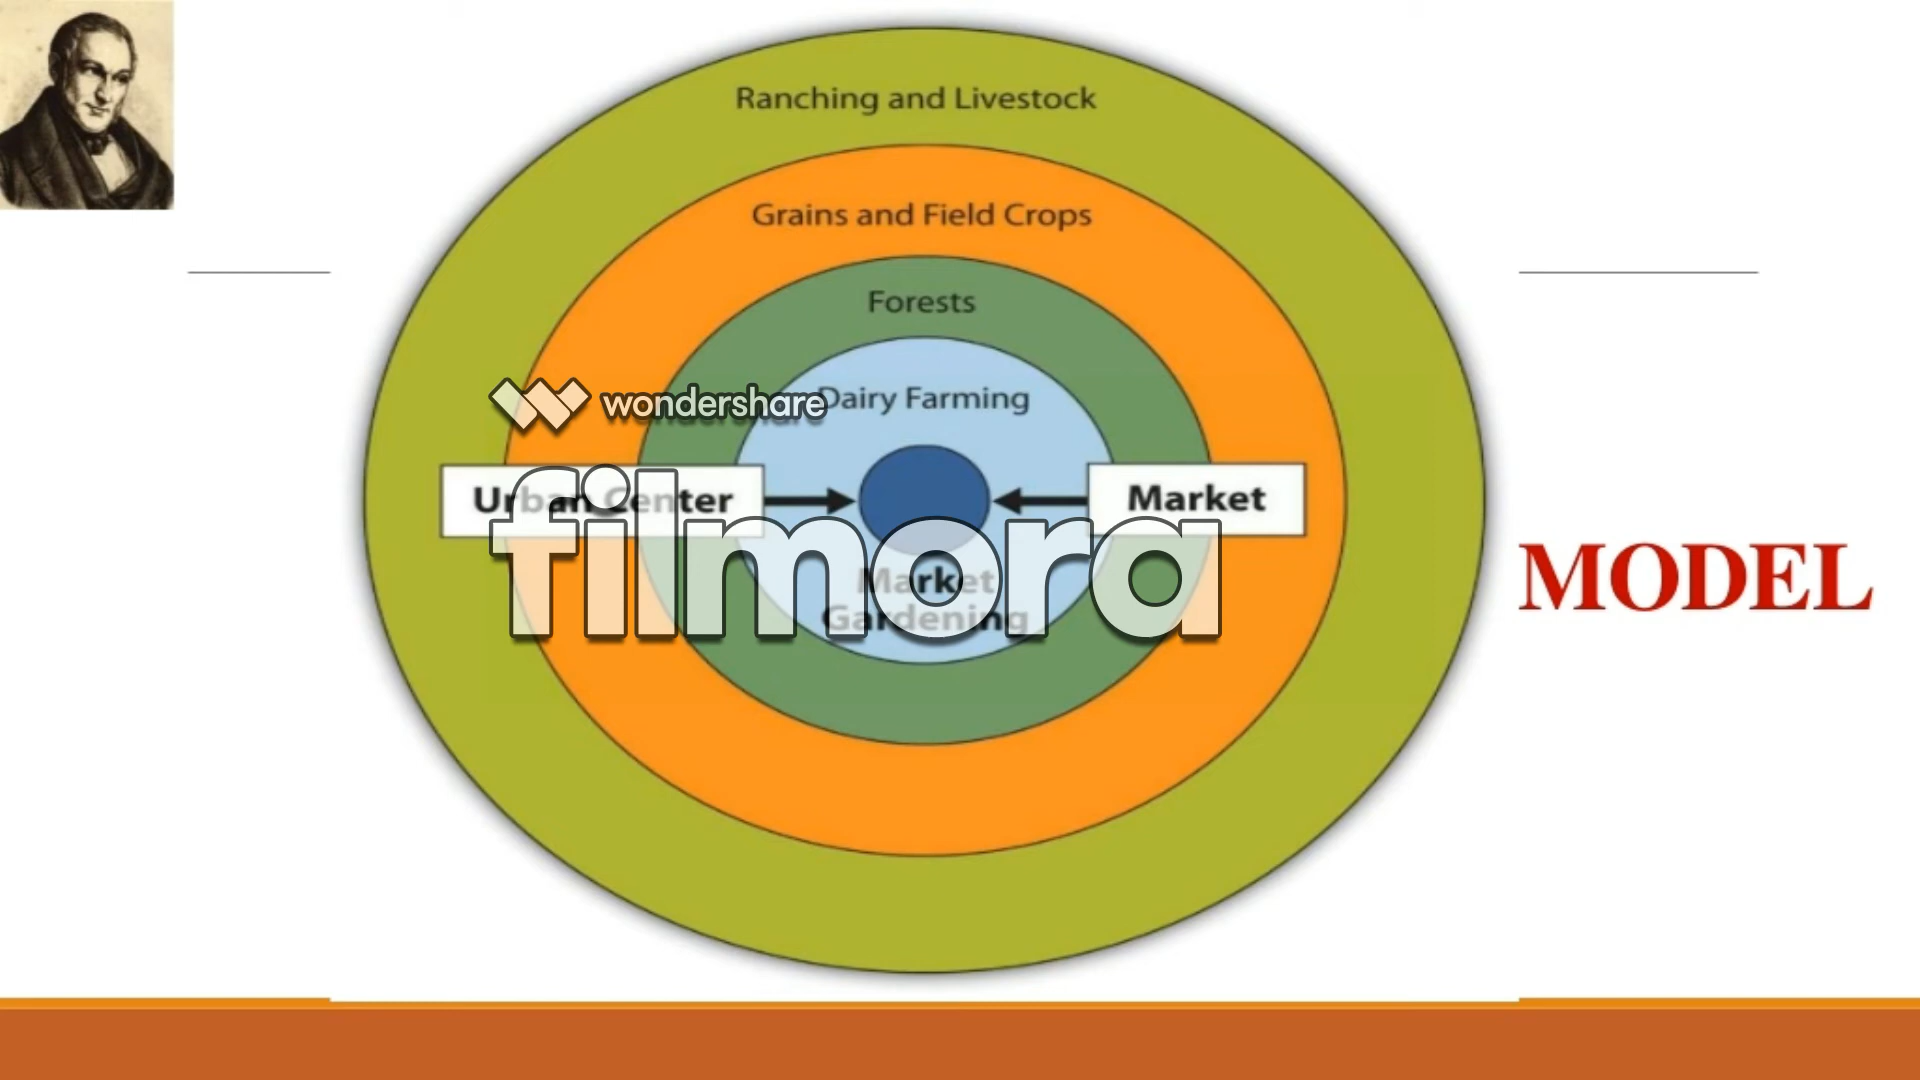 Ranching and Livestock
Grains and Field Crops
Forests
Dairy Farming
wondershare
Urban Center
Market
filmora
Market
Gardening
MODEL